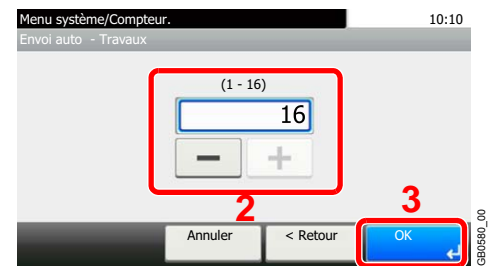 Menu système/Compteur.
10:10
Envoi auto - Travaux
(1 - 16)
16
− +
2
3
Annuler
< Retour
OK
GB0580_00